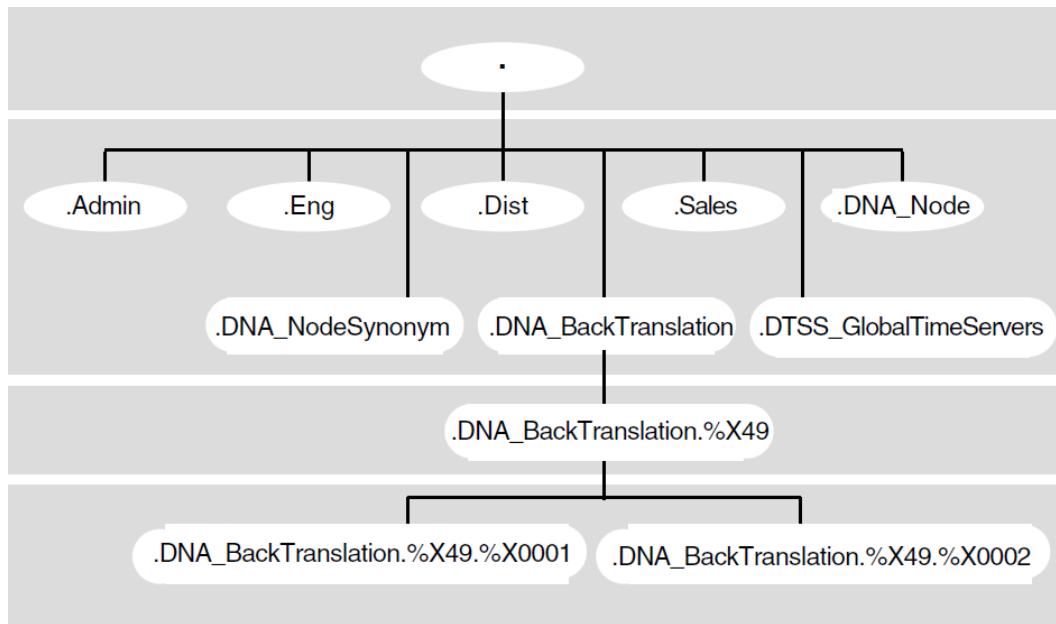 .
.Admin
.Eng
.Dist
.Sales
.DNA_Node
.DNA_NodeSynonym
.DNA_BackTranslation
.DTSS_GlobalTimeServers
.DNA_BackTranslation.%X49
.DNA_BackTranslation.%X49.%X0001
.DNA_BackTranslation.%X49.%X0002